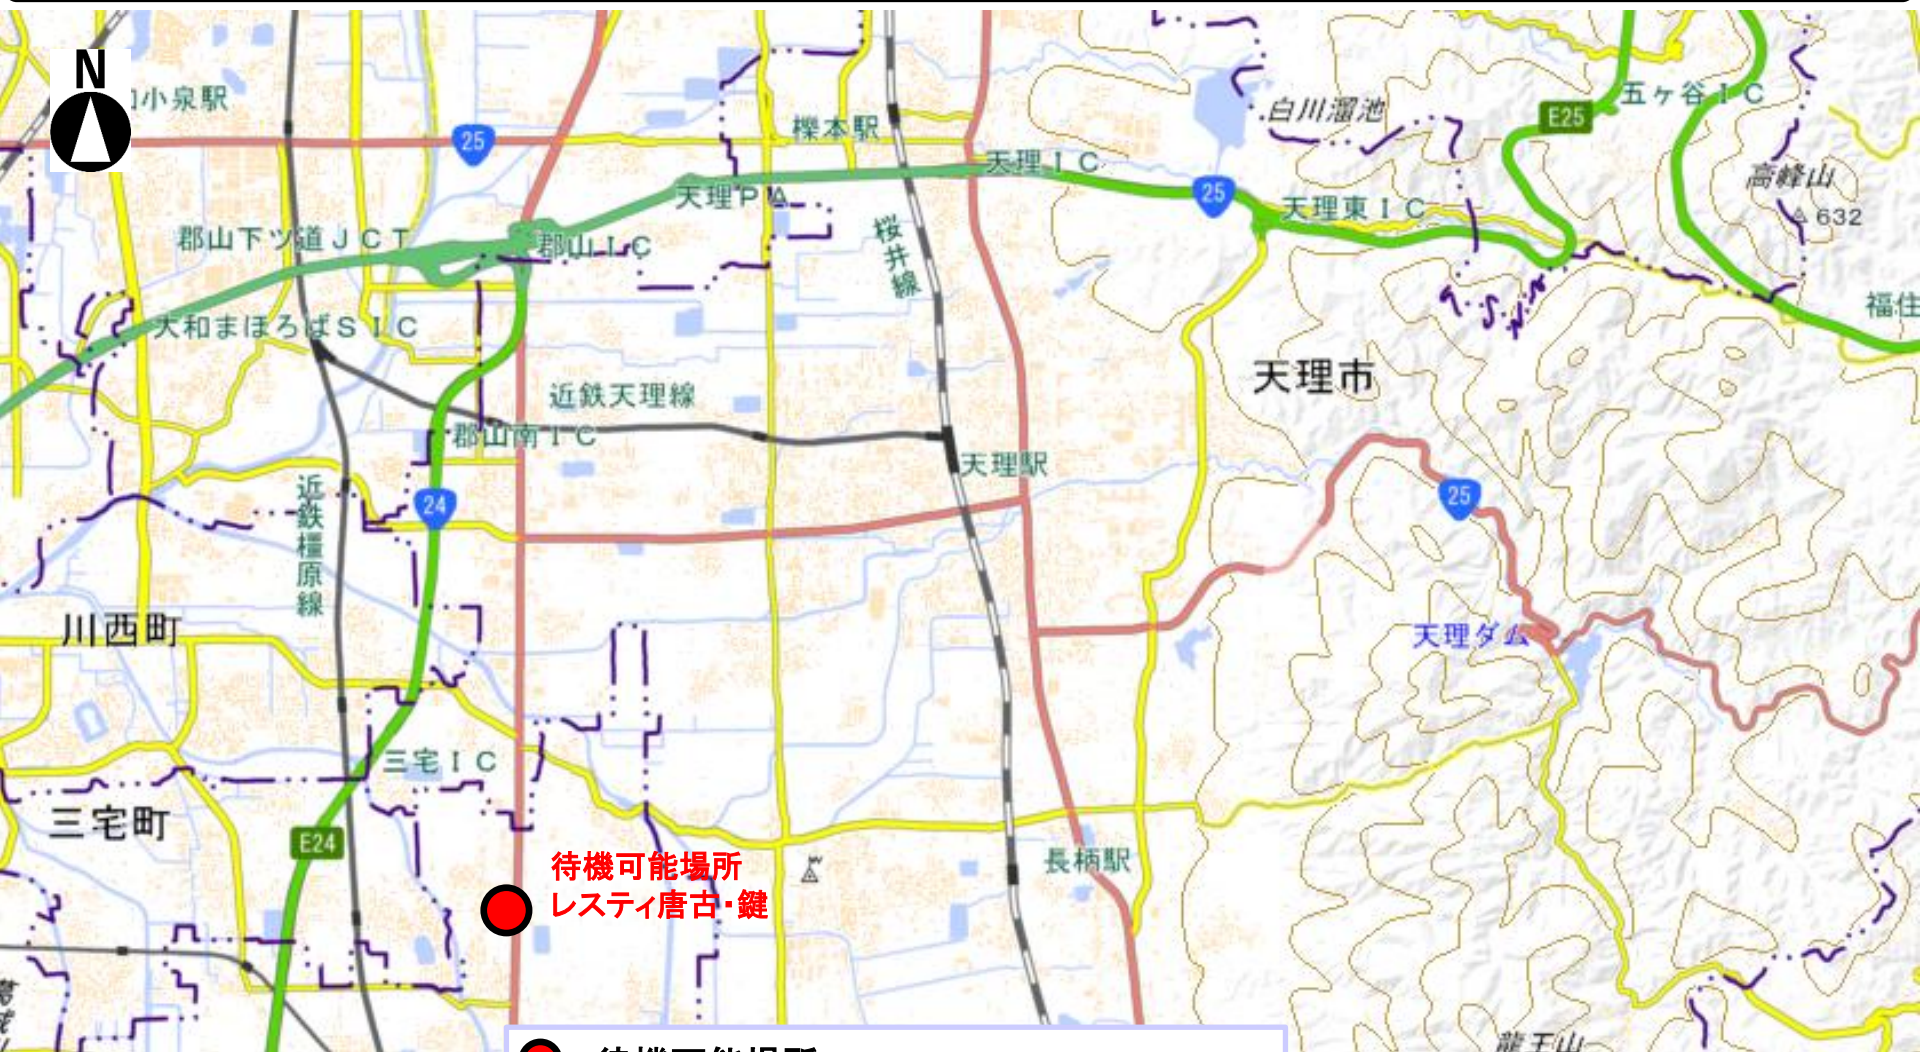 N
小泉駅
25
櫟本駅
天理ＩＣ
白川溜池
E25
五ヶ谷ＩＣ
高峰山
632
天理ＰＡ
25
天理東ＩＣ
郡山下ツ道ＪＣＴ
郡山ＩＣ
桜井線
大和まほろばＳＩＣ
福住
天理市
近鉄天理線
郡山南ＩＣ
天理駅
近鉄橿原線
24
25
川西町
天理ダム
三宅ＩＣ
三宅町
E24
待機可能場所
レスティ唐古・鍵
長柄駅
龍王山
待機可能場所